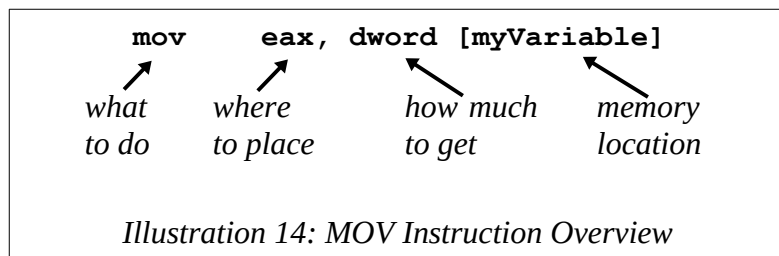 mov eax, dword [myVariable]
what where how much memory
to do to place to get location
Illustration 14: MOV Instruction Overview